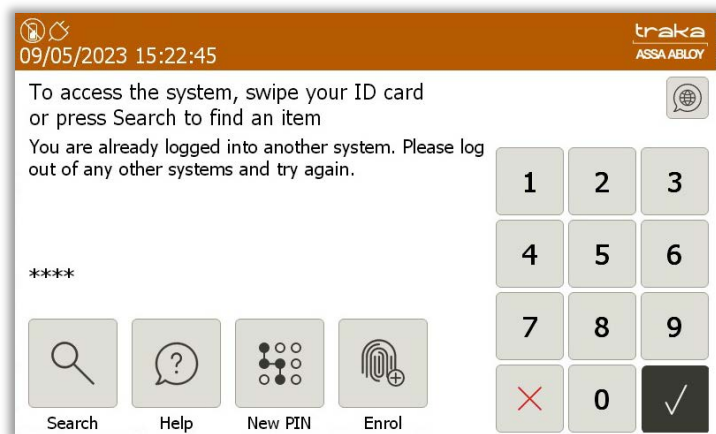 09/05/2023 15:22:45
traka
ASSA ABLOY
To access the system, swipe your ID card
or press Search to find an item
You are already logged into another system. Please log
out of any other systems and try again.
****
1 2 3
4 5 6
7 8 9
0
?
Search Help New PIN Enrol